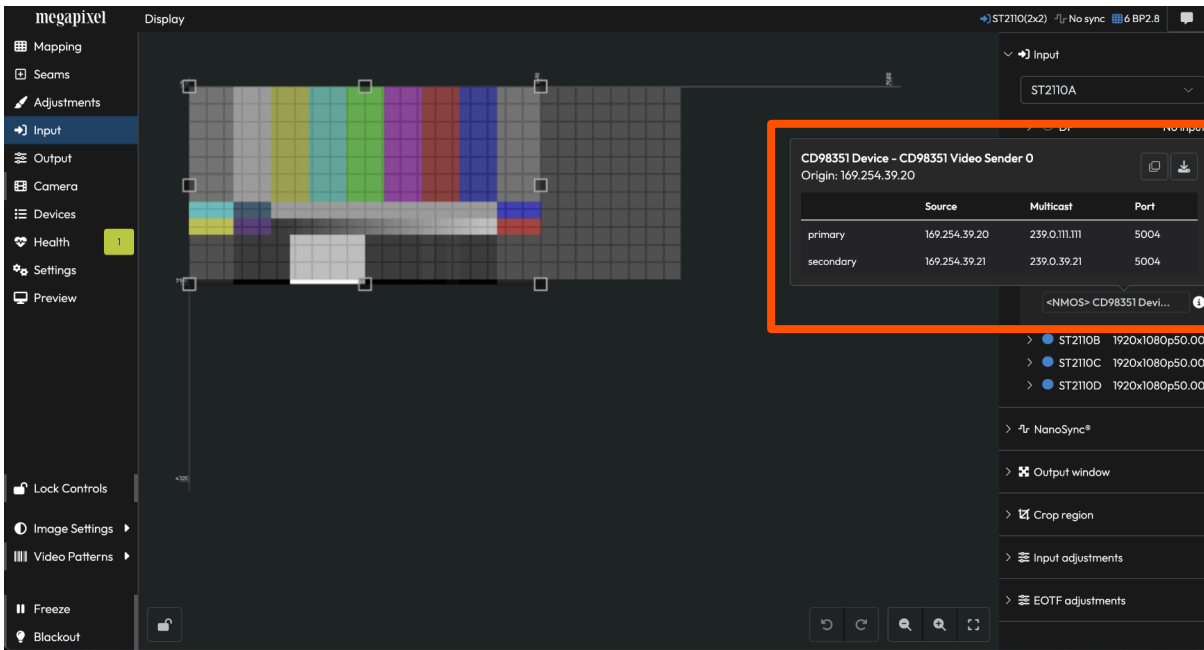 megapixel
Display
ST2110(2x2) No sync 6 BP2.8
Mapping
Seams
Adjustments
Input
Output
Camera
Devices
Health 1
Settings
Preview
Lock Controls
Image Settings
Video Patterns
Freeze
Blackout
Input
ST2110A
No input
CD98351 Device - CD98351 Video Sender 0
Origin: 169.254.39.20
Source Multicast Port
primary 169.254.39.20 239.0.111.111 5004
secondary 169.254.39.21 239.0.39.21 5004
<NMOS> CD98351 Devi...
ST2110B 1920x1080p50.00
ST2110C 1920x1080p50.00
ST2110D 1920x1080p50.00
NanoSync®
Output window
Crop region
Input adjustments
EOTF adjustments